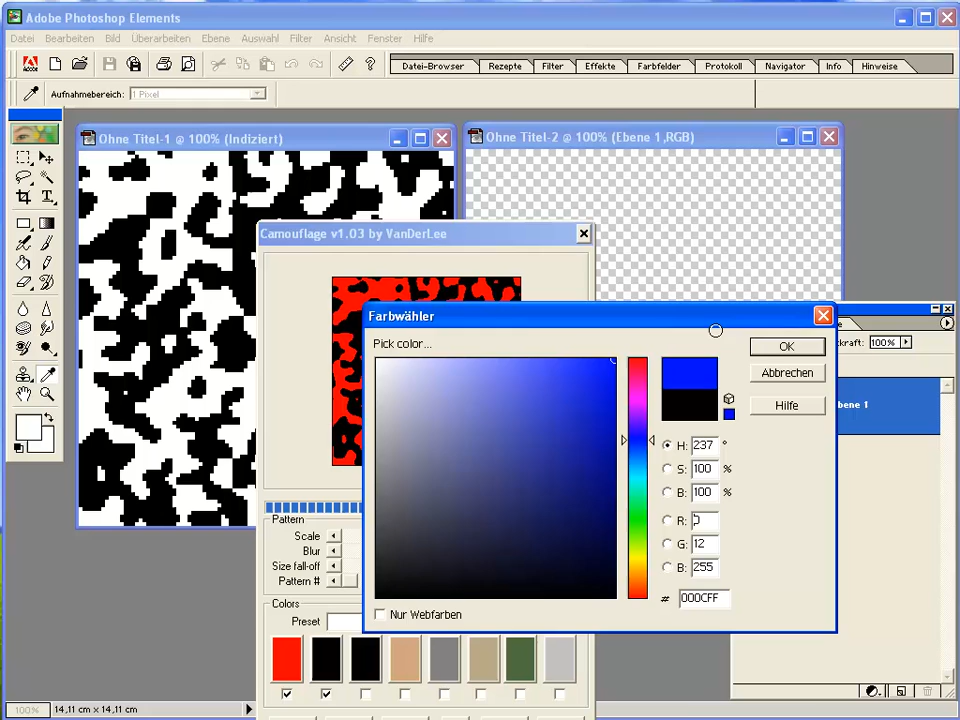 Adobe Photoshop Elements
Datei Bearbeiten Bild Überarbeiten Ebene Auswahl Filter Ansicht Fenster Hilfe
Datei-Browser Rezepte Filter Effekte Farbfelder Protokoll Navigator Info Hinweise
Aufnahmebereich: 1 Pixel
Ohne Titel-1 @ 100% (Indiziert)
Ohne Titel-2 @ 100% (Ebene 1,RGB)
Camouflage v1.03 by VanDerLee
Farbwähler
Pick color...
OK
Abbrechen
Hilfe
H: 237 °
S: 100 %
B: 100 %
R: 0
G: 12
B: 255
# 000CFF
Nur Webfarben
kraft: 100%
bene 1
Pattern
Scale
Blur
Size fall-off
Pattern #
Colors
Preset
100% 14,11 cm x 14,11 cm